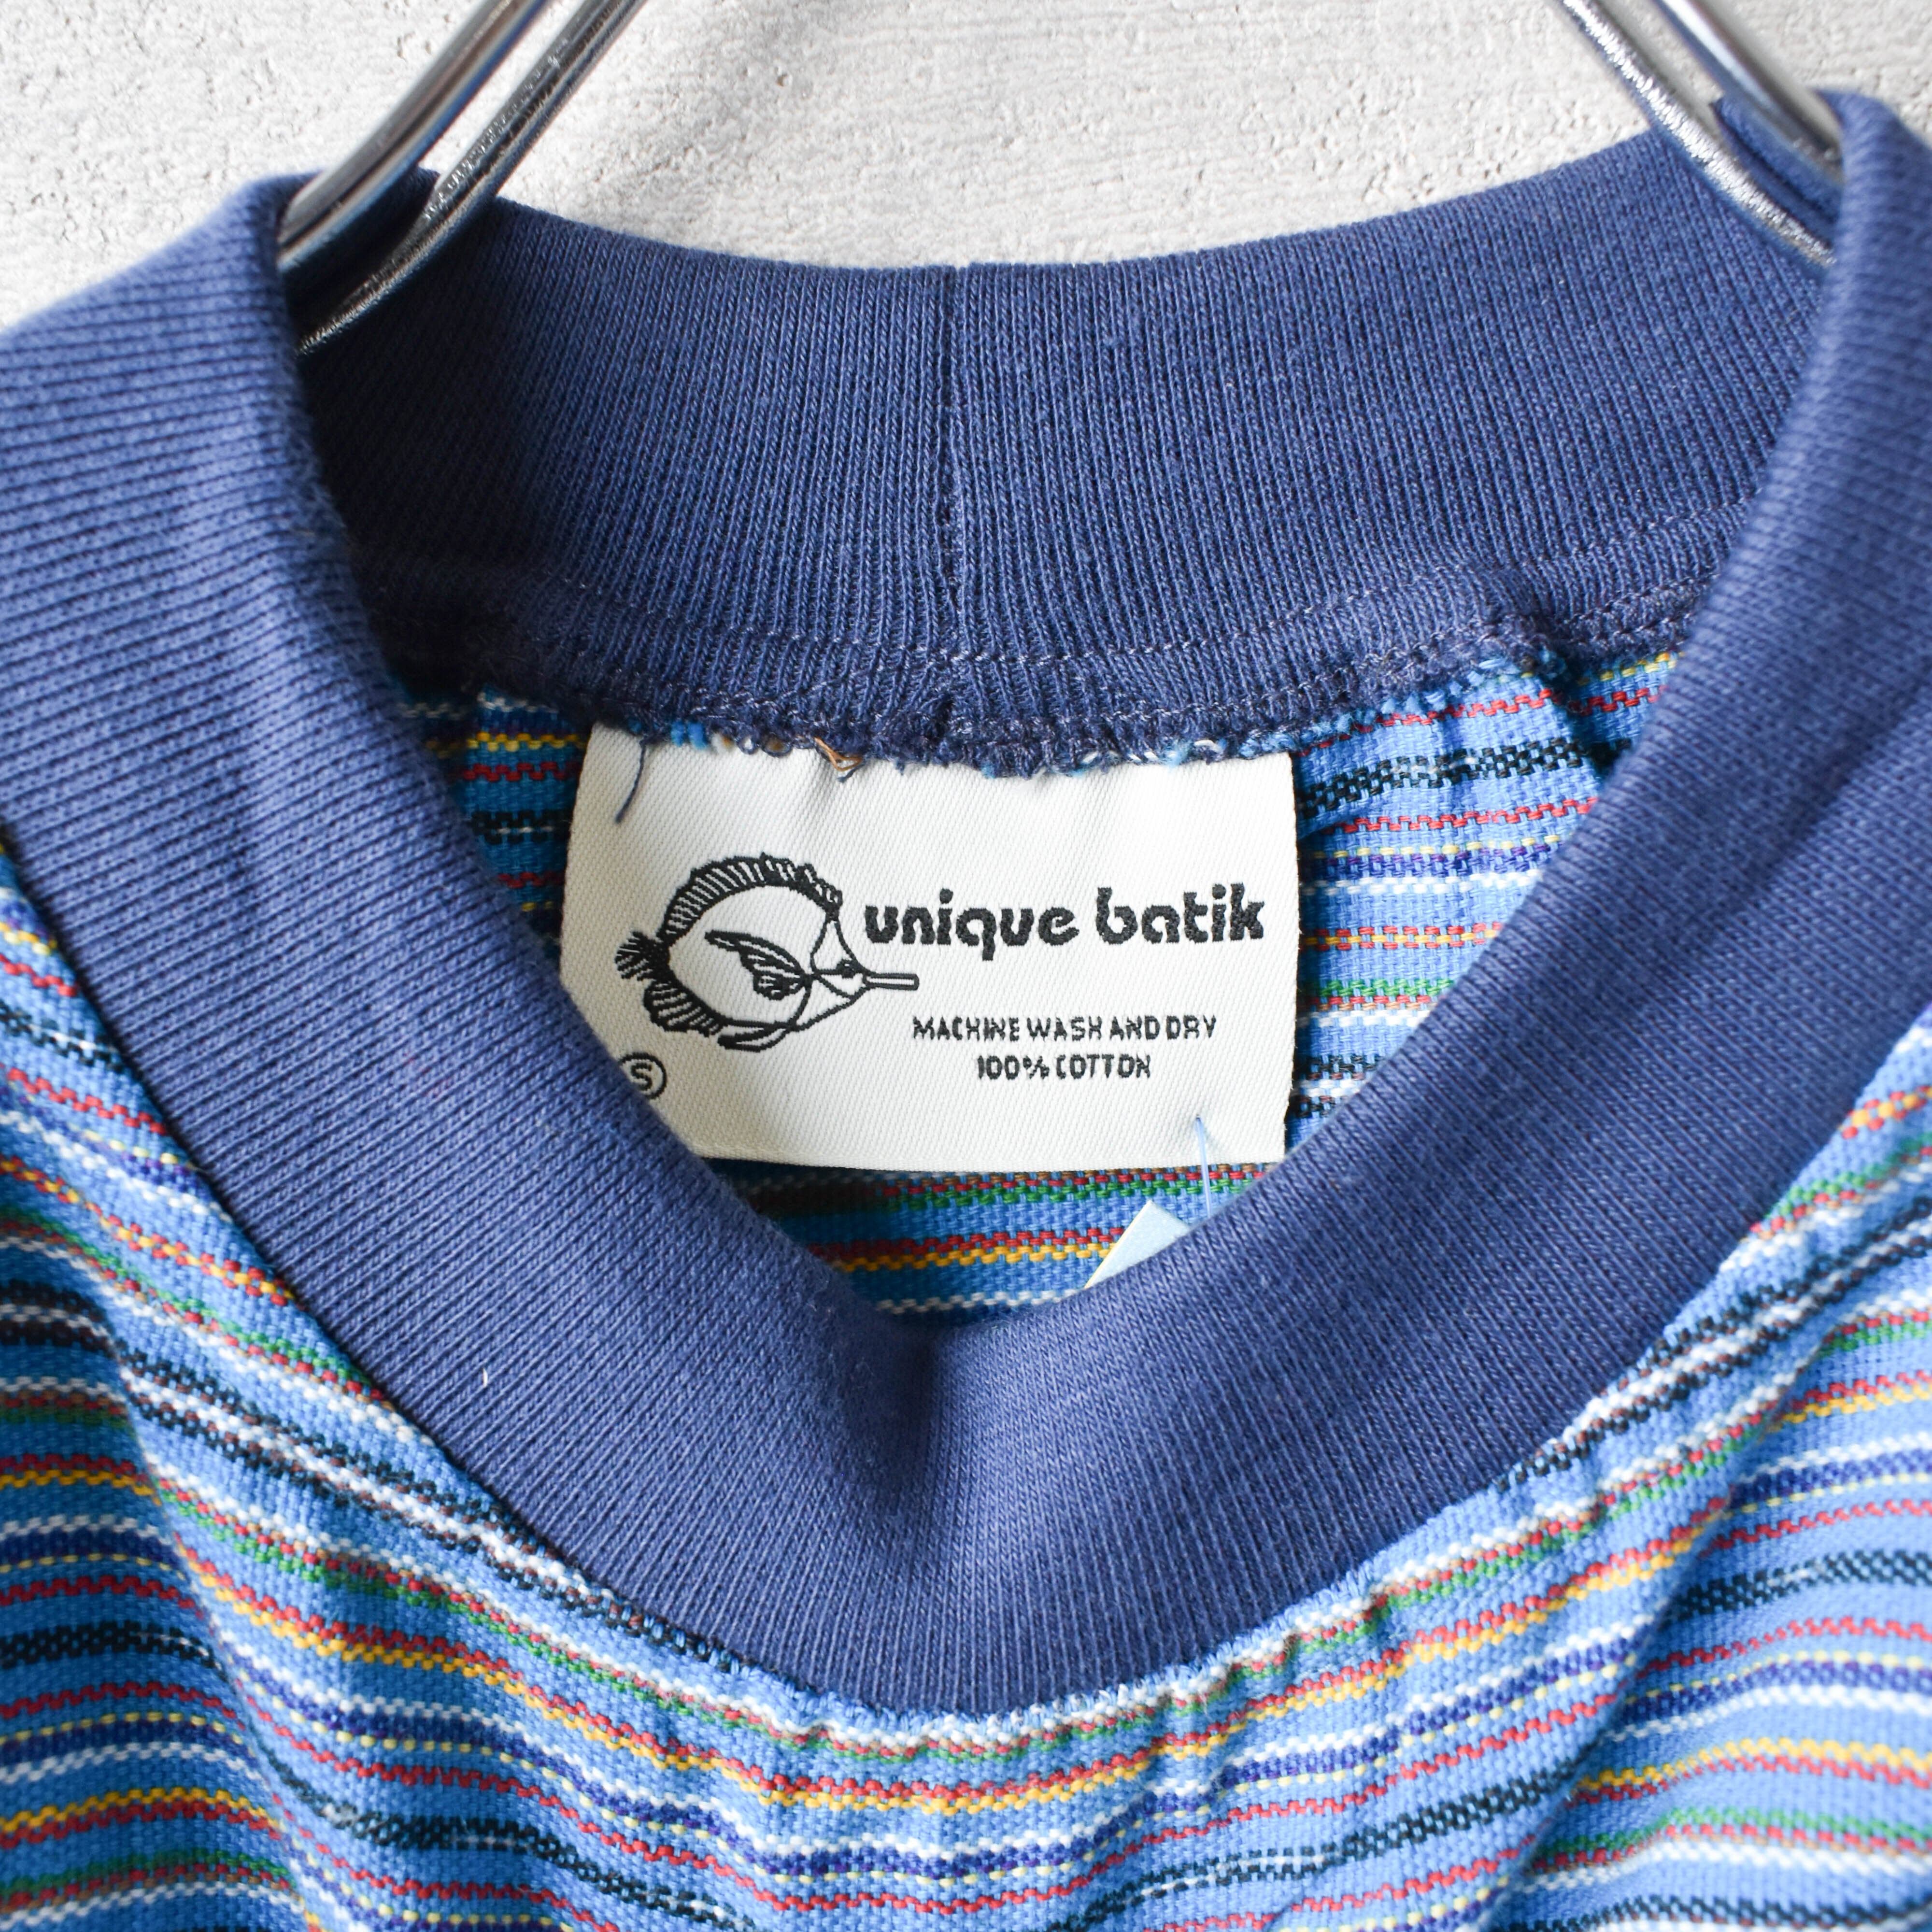 unique batik
MACHINE WASH AND DRY
100% COTTON
S